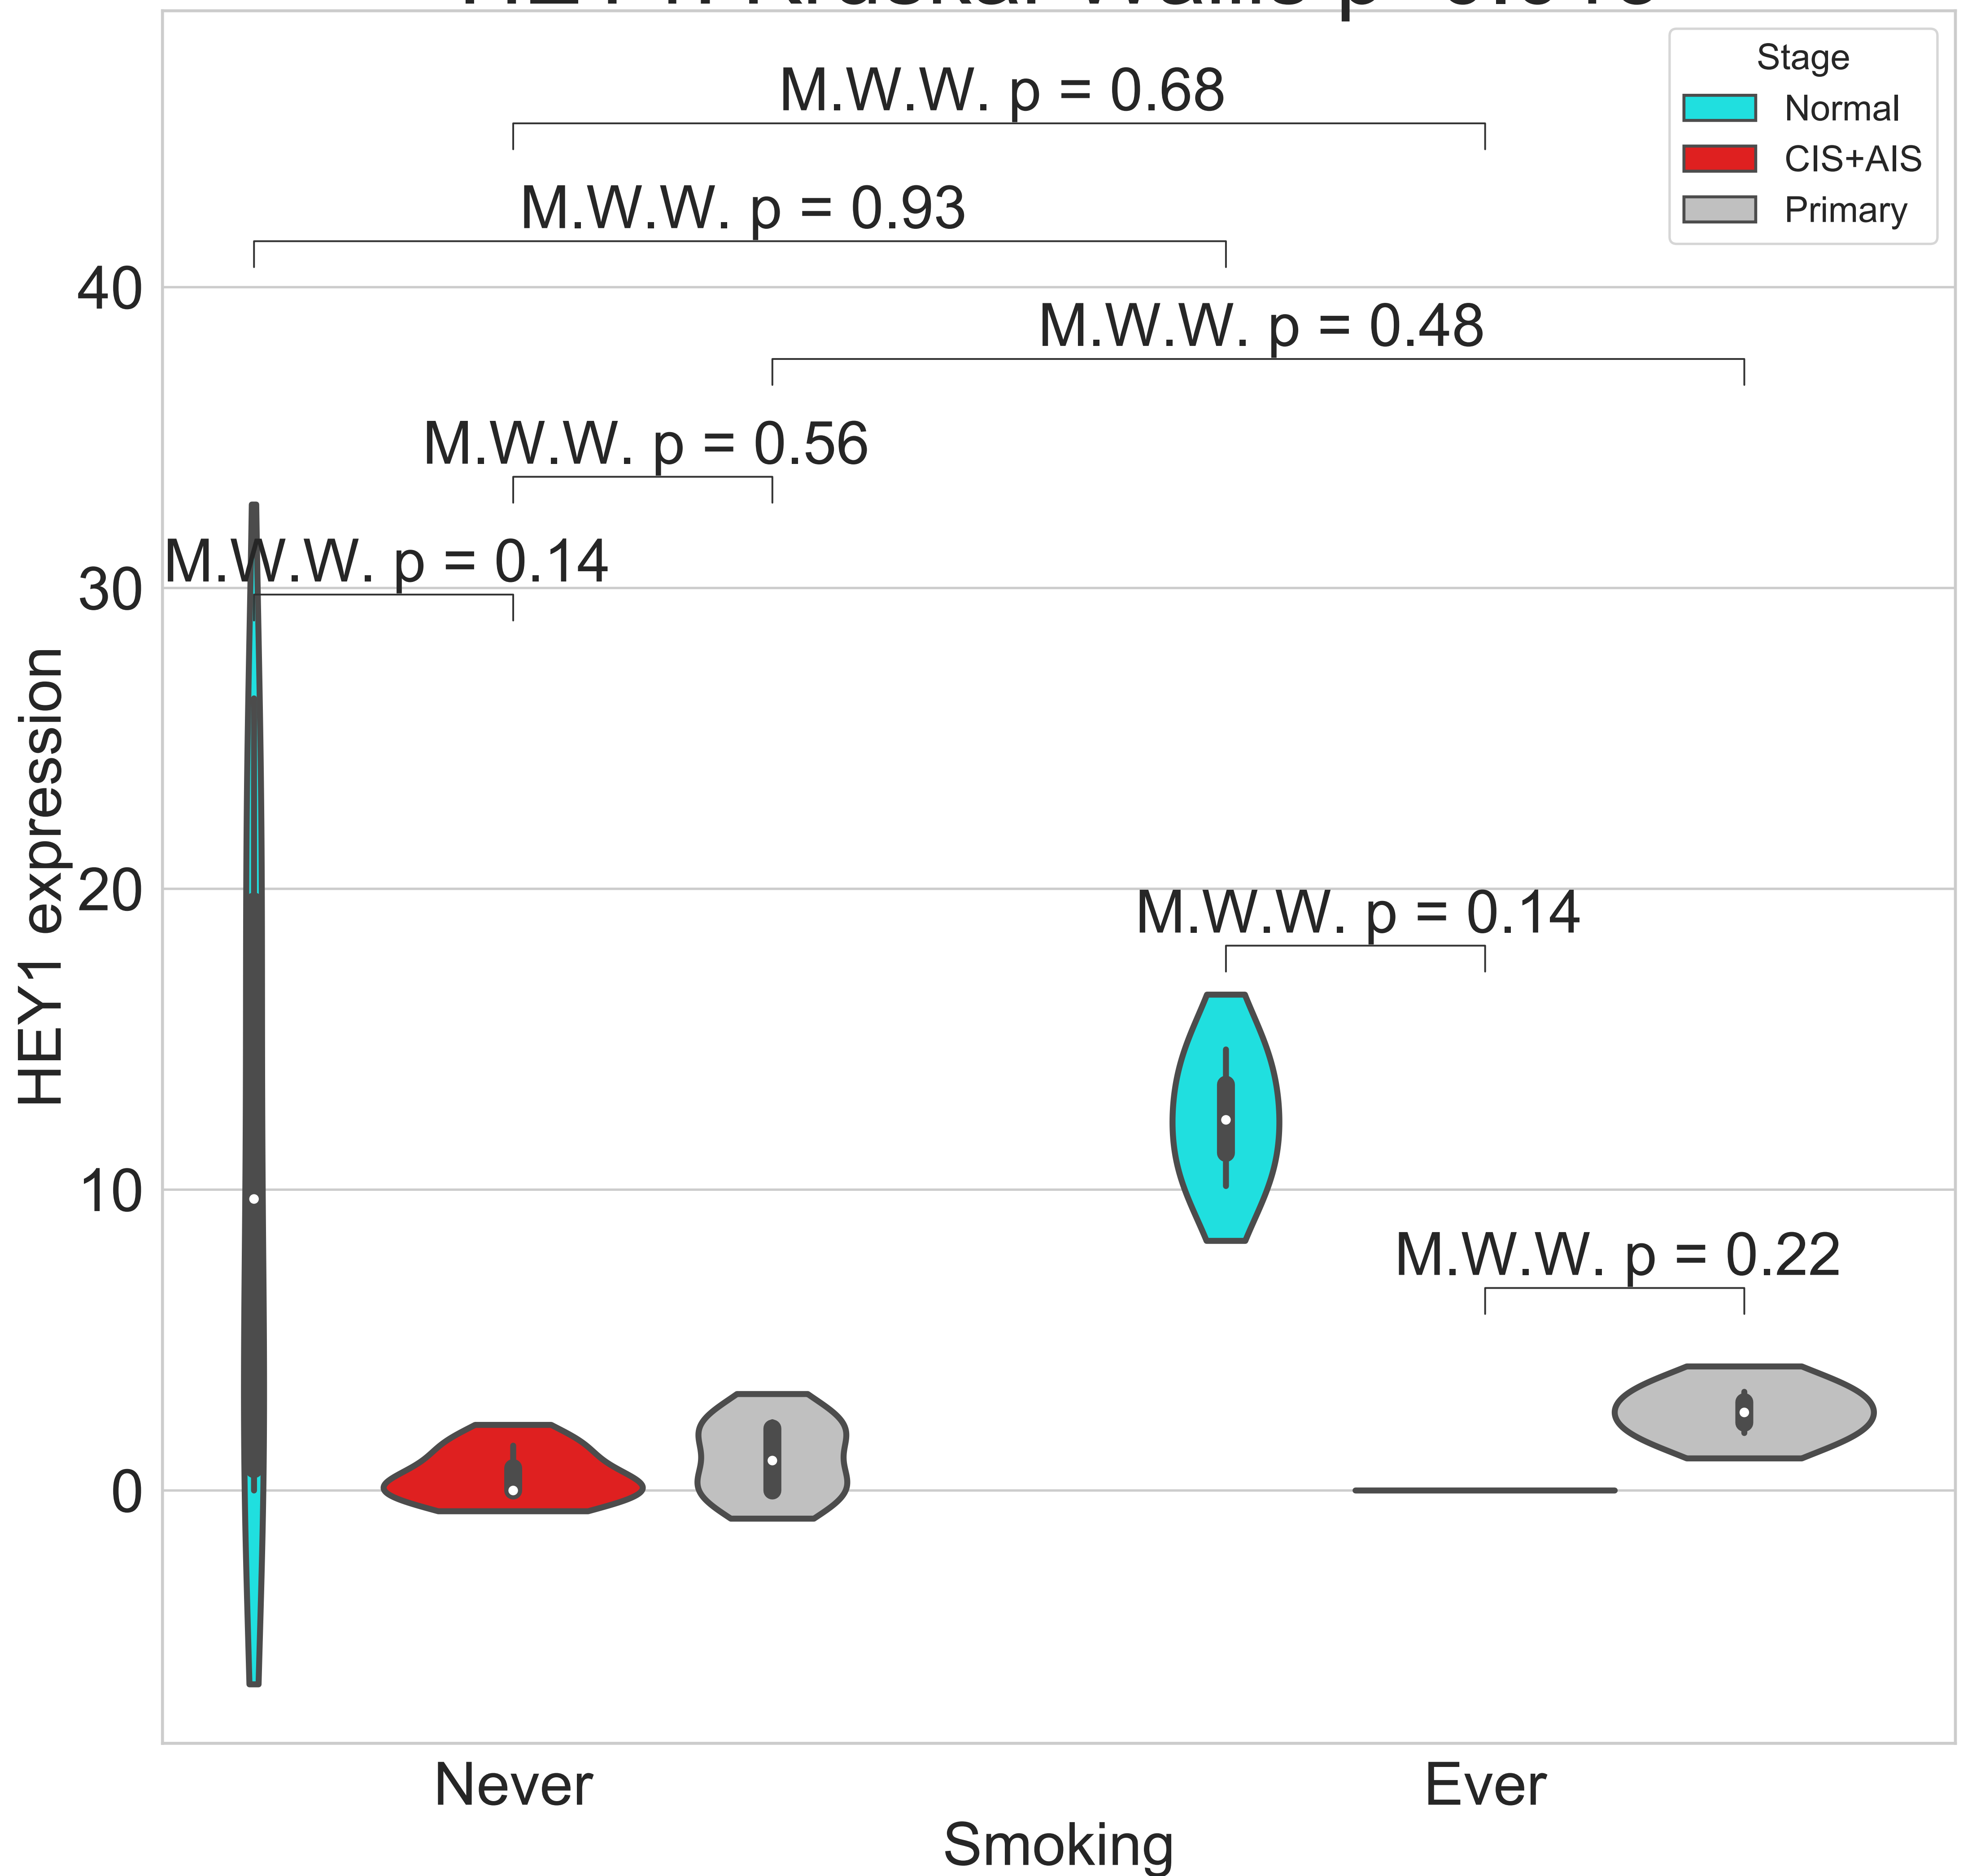 Stage
Normal
CIS+AIS
Primary
M.W.W. p = 0.68
M.W.W. p = 0.93
M.W.W. p = 0.48
M.W.W. p = 0.56
M.W.W. p = 0.14
M.W.W. p = 0.14
M.W.W. p = 0.22
40
30
20
10
0
HEY1 expression
Never
Ever
Smoking